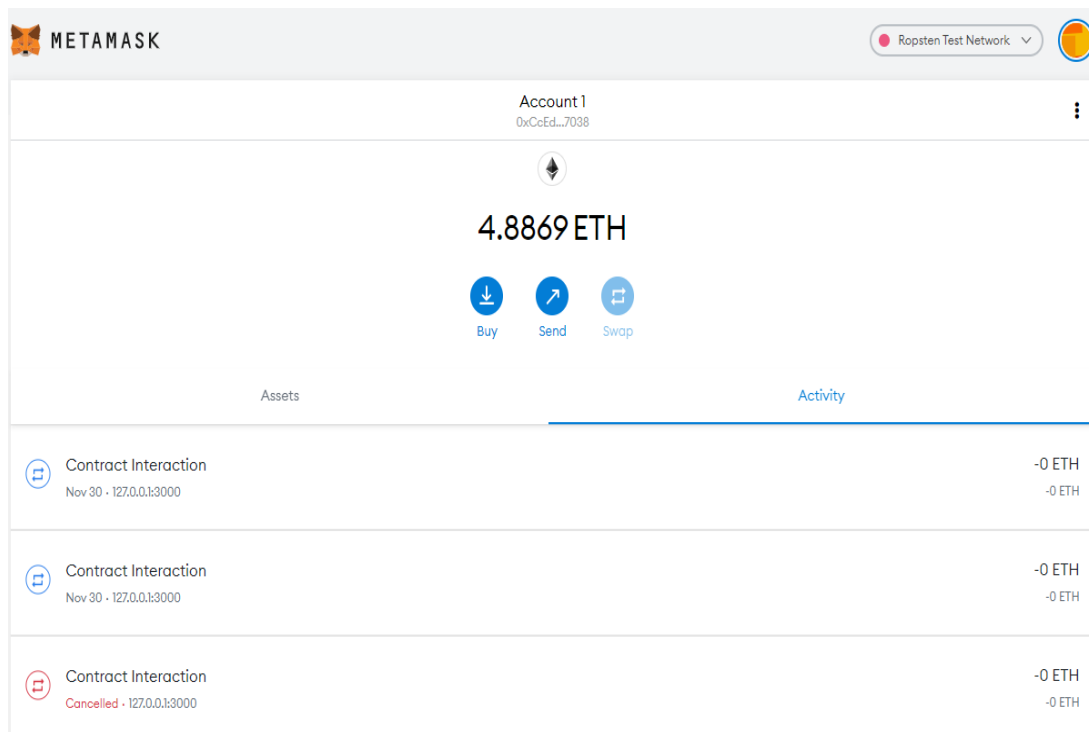 METAMASK
Ropsten Test Network
Account 1
0xCcEd...7038
4.8869 ETH
Buy Send Swap
Assets Activity
Contract Interaction -0 ETH
Nov 30 · 127.0.0.1:3000 -0 ETH
Contract Interaction -0 ETH
Nov 30 · 127.0.0.1:3000 -0 ETH
Contract Interaction -0 ETH
Cancelled · 127.0.0.1:3000 -0 ETH